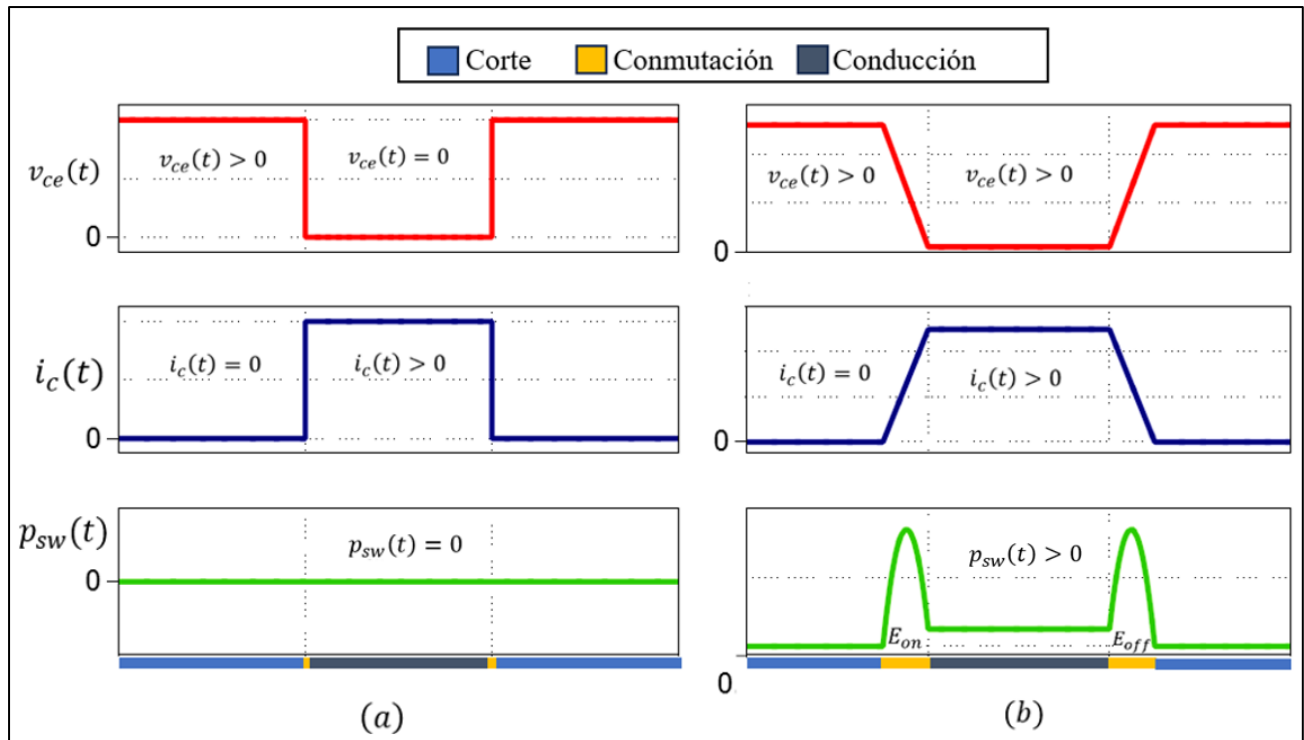 Corte Conmutación Conducción
v_ce(t)
v_ce(t) > 0 v_ce(t) = 0
0
v_ce(t) > 0 v_ce(t) > 0
0
i_c(t)
i_c(t) = 0 i_c(t) > 0
0
i_c(t) = 0 i_c(t) > 0
0
p_sw(t)
p_sw(t) = 0
0
p_sw(t) > 0
E_on E_off
0
(a) (b)